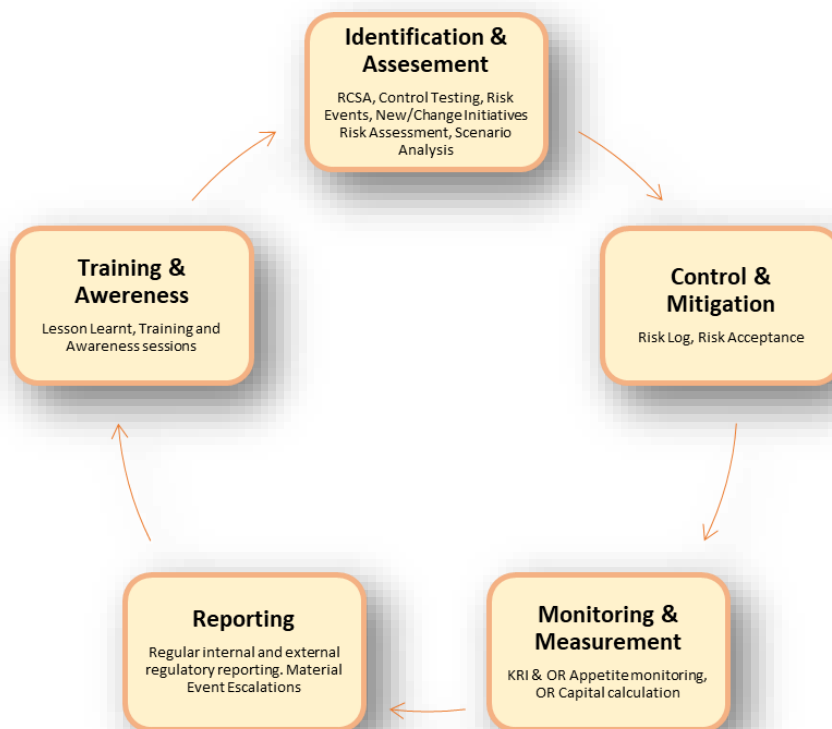 Identification &
Assesement
RCSA, Control Testing, Risk
Events, New/Change Initiatives
Risk Assessment, Scenario
Analysis
Control &
Mitigation
Risk Log, Risk Acceptance
Monitoring &
Measurement
KRI & OR Appetite monitoring,
OR Capital calculation
Reporting
Regular internal and external
regulatory reporting. Material
Event Escalations
Training &
Awereness
Lesson Learnt, Training and
Awareness sessions